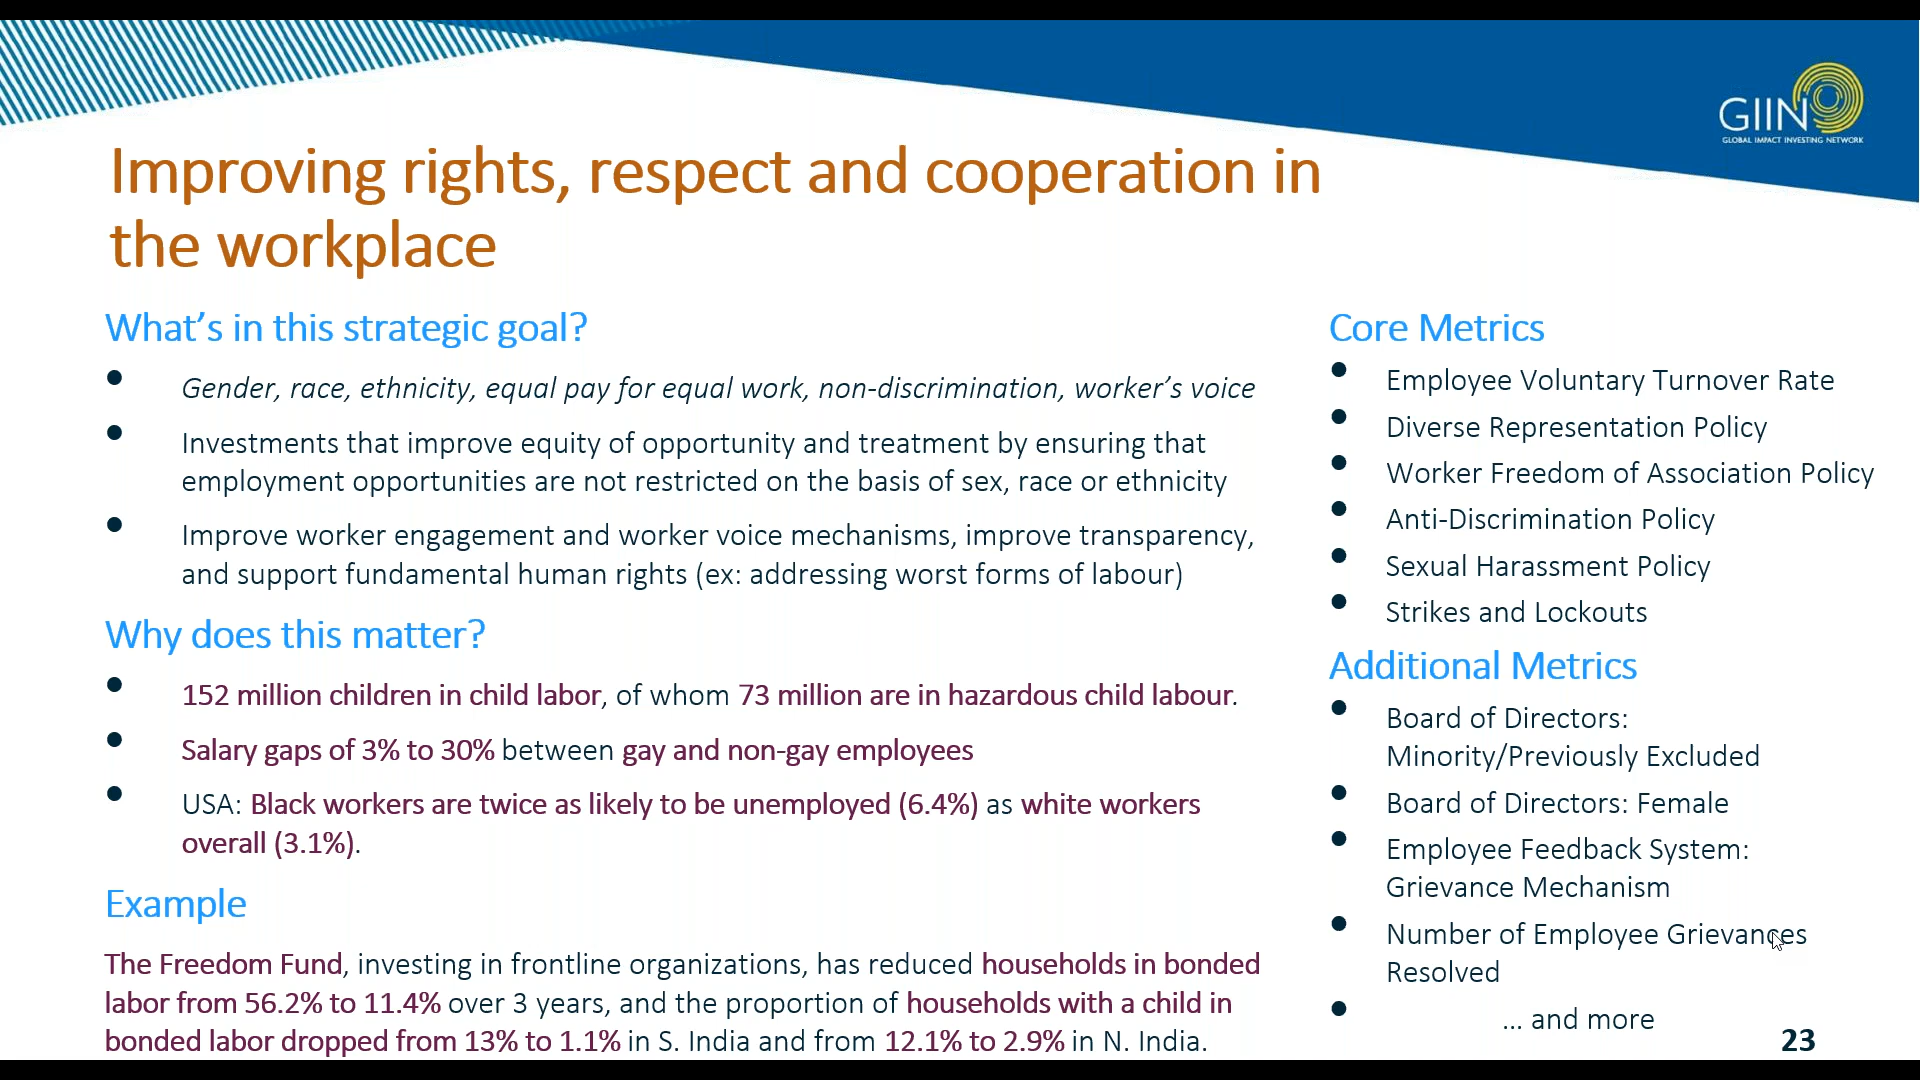 GIIN
GLOBAL IMPACT INVESTING NETWORK
Improving rights, respect and cooperation in
the workplace
What's in this strategic goal?
• Gender, race, ethnicity, equal pay for equal work, non-discrimination, worker's voice
• Investments that improve equity of opportunity and treatment by ensuring that
employment opportunities are not restricted on the basis of sex, race or ethnicity
• Improve worker engagement and worker voice mechanisms, improve transparency,
and support fundamental human rights (ex: addressing worst forms of labour)
Why does this matter?
• 152 million children in child labor, of whom 73 million are in hazardous child labour.
• Salary gaps of 3% to 30% between gay and non-gay employees
• USA: Black workers are twice as likely to be unemployed (6.4%) as white workers
overall (3.1%).
Example
The Freedom Fund, investing in frontline organizations, has reduced households in bonded
labor from 56.2% to 11.4% over 3 years, and the proportion of households with a child in
bonded labor dropped from 13% to 1.1% in S. India and from 12.1% to 2.9% in N. India.
Core Metrics
• Employee Voluntary Turnover Rate
• Diverse Representation Policy
• Worker Freedom of Association Policy
• Anti-Discrimination Policy
• Sexual Harassment Policy
• Strikes and Lockouts
Additional Metrics
• Board of Directors:
Minority/Previously Excluded
• Board of Directors: Female
• Employee Feedback System:
Grievance Mechanism
• Number of Employee Grievances
Resolved
• ... and more
23